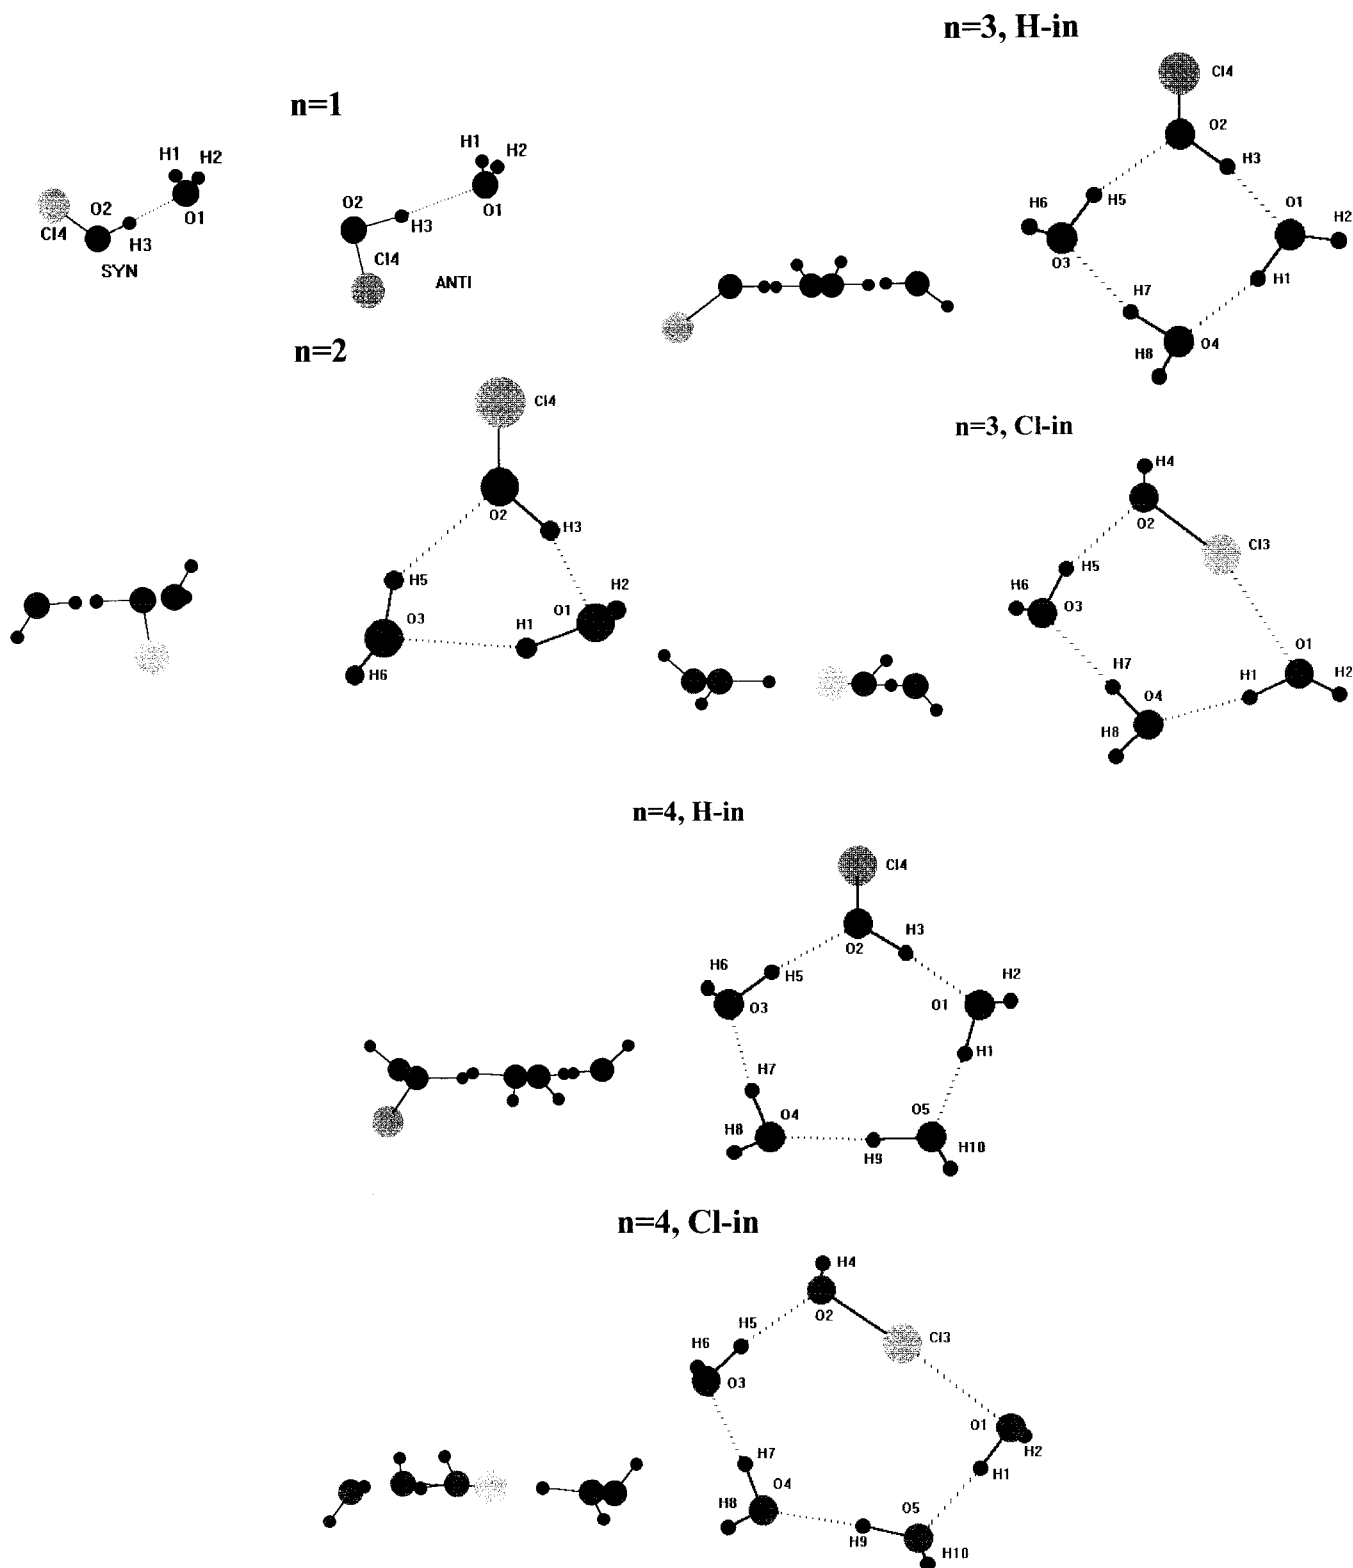 n=1
H1
H2
O2
O1
Cl4
H3
SYN
H1
H2
O2
O1
H3
Cl4
ANTI
n=3, H-in
Cl4
O2
H3
H5
H6
O1
H2
O3
H1
H7
O4
H8
n=2
Cl4
O2
H3
H5
H2
O3
O1
H1
H6
n=3, Cl-in
H4
O2
Cl3
H5
H6
O3
O1
H7
H1
H2
O4
H8
n=4, H-in
Cl4
H3
O2
H6
H5
H2
O3
O1
H1
H7
O4
O5
H8
H9
H10
n=4, Cl-in
H4
O2
H5
Cl3
H6
O3
O1
H2
H7
H1
O4
H8
O5
H9
H10